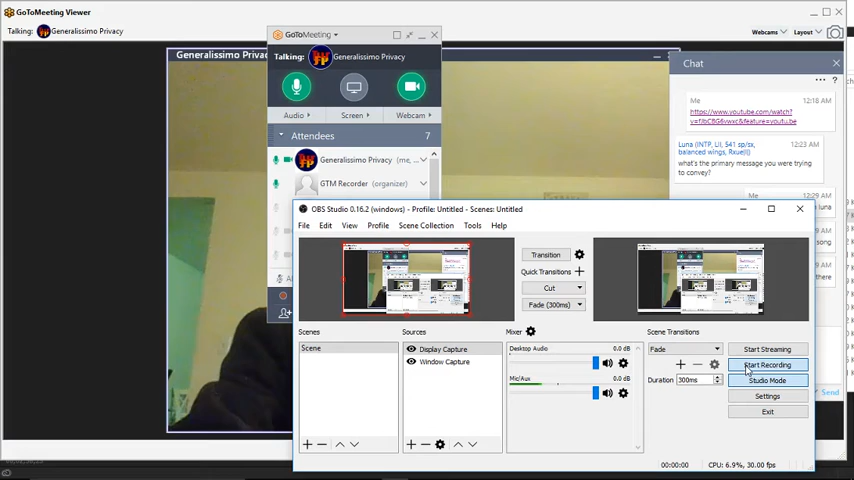 GoToMeeting Viewer
Talking: Generalissimo Privacy
Webcams
Layout
Generalissimo Privac
GoToMeeting
Talking: Generalissimo Privacy
Audio
Screen
Webcam
Attendees 7
Generalissimo Privacy (me, ...
GTM Recorder (organizer)
Chat
... ?
Me 12:18 AM
https://www.youtube.com/watch?
Luna (INTP, LII, 541 sp/sx,
balanced wings, Rxue|I|)
12:23 AM
what's the primary message you were trying
to convey?
Me 12:29 AM
luna
song
there
Send
OBS Studio 0.16.2 (windows) - Profile: Untitled - Scenes: Untitled
File Edit View Profile Scene Collection Tools Help
Transition
Quick Transitions
Cut
Fade (300ms)
Scenes
Scene
Sources
Display Capture
Window Capture
Mixer
Desktop Audio 0.0 dB
Mic/Aux 0.0 dB
Scene Transitions
Fade
Duration 300ms
Start Streaming
Start Recording
Studio Mode
Settings
Exit
00:00:00 CPU: 6.9%, 30.00 fps